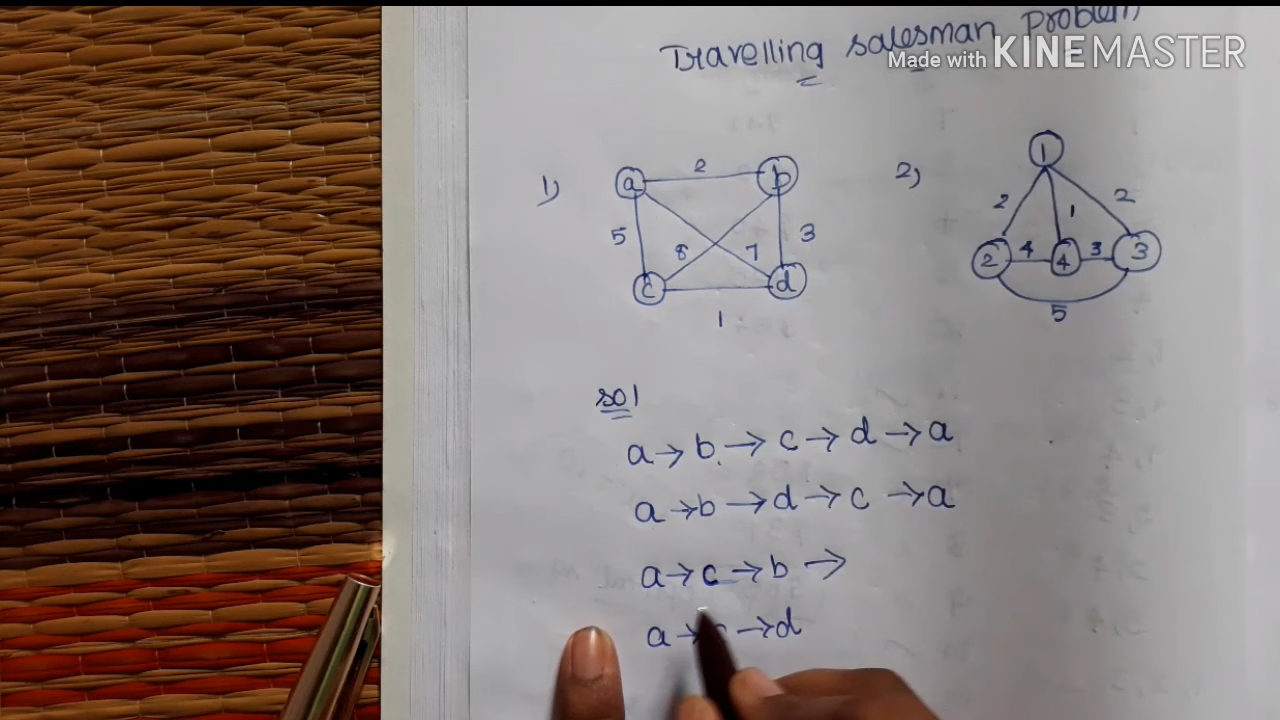 Travelling salesman problem
Made with KINEMASTER
1)
a
2
b
5
8
7
3
c
d
1
2)
1
2
1
2
2
4
4
3
3
5
sol
a → b → c → d → a
a → b → d → c → a
a → c → b →
a → → d